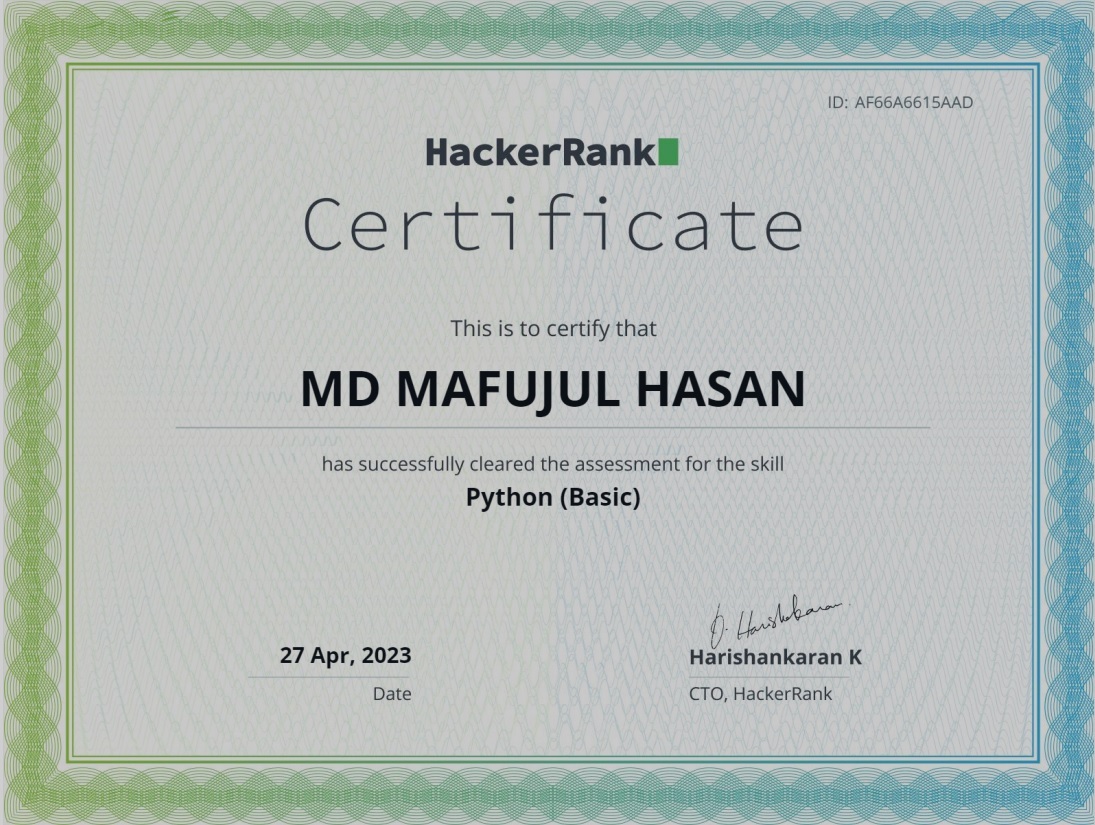 ID: AF66A6615AAD
HackerRank
Certificate
This is to certify that
MD MAFUJUL HASAN
has successfully cleared the assessment for the skill
Python (Basic)
J. Harishankaran
27 Apr, 2023
Harishankaran K
Date
CTO, HackerRank